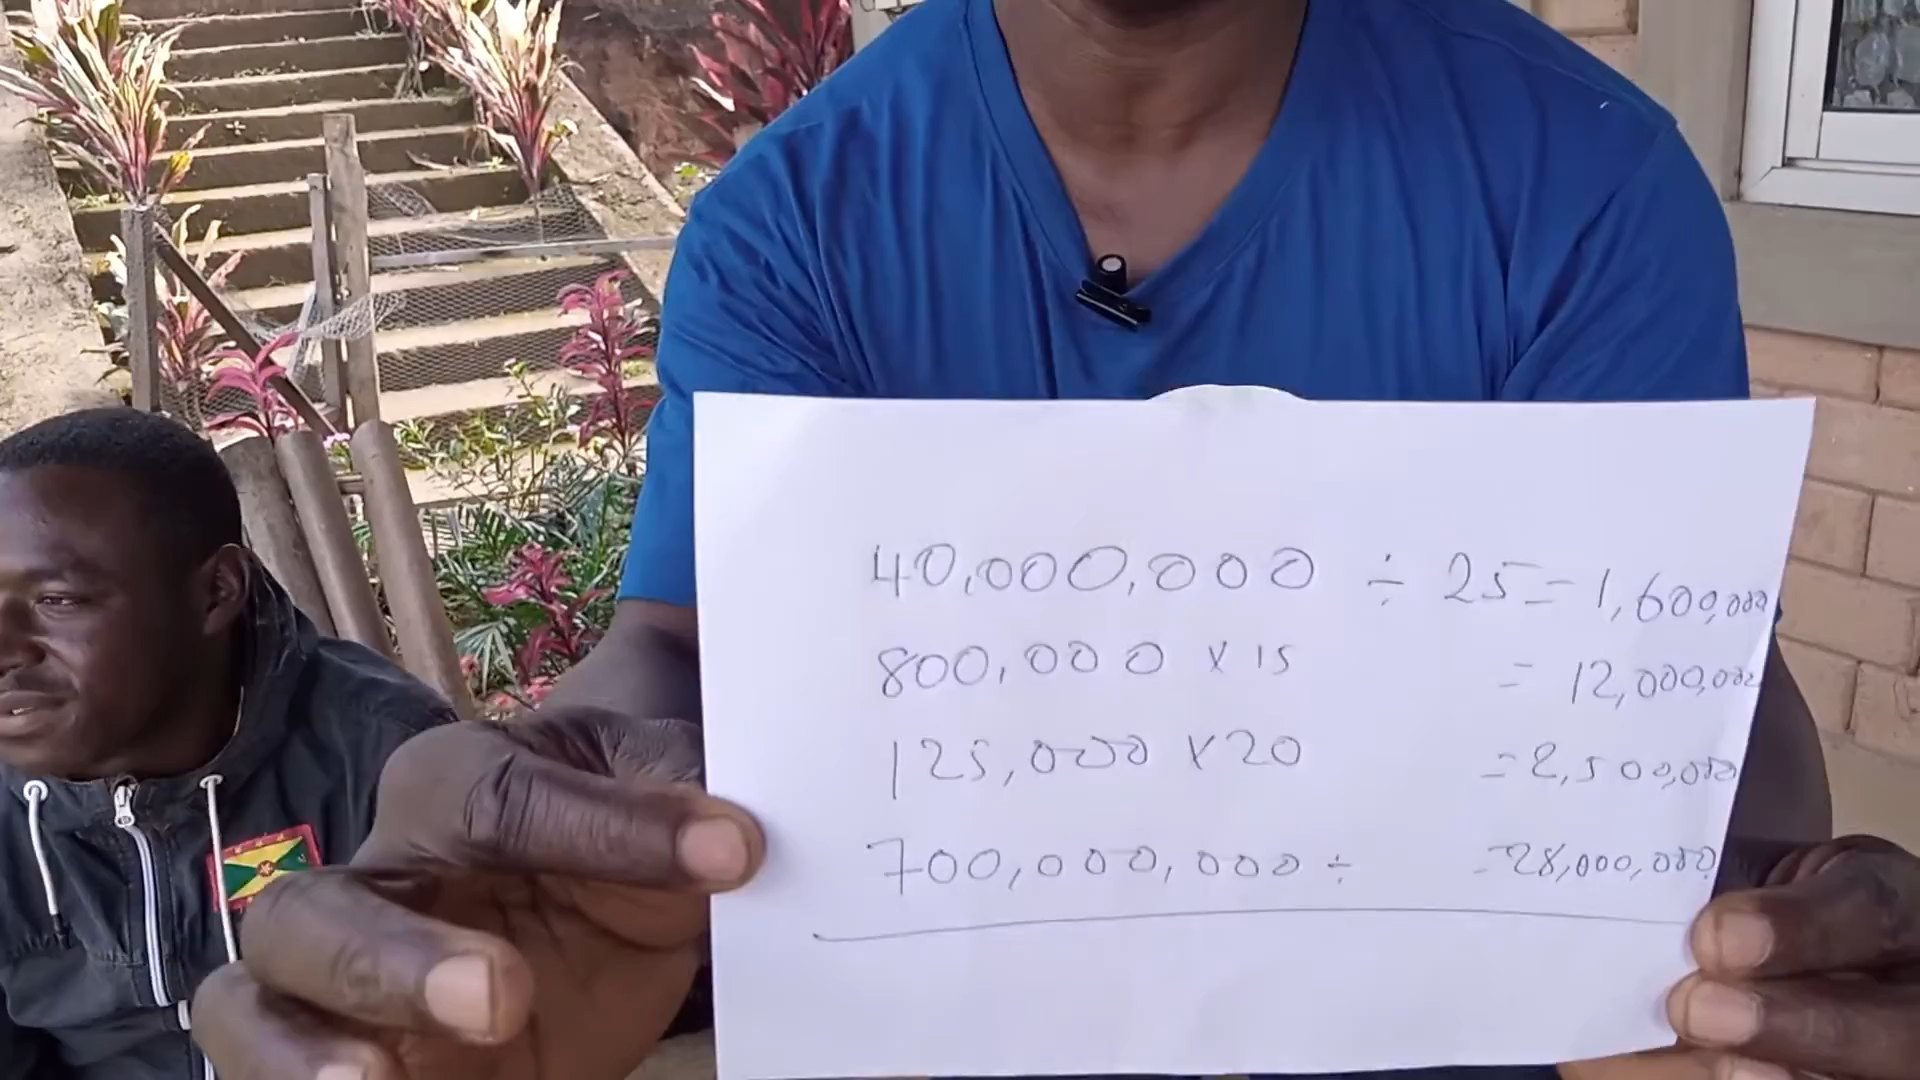 40,000,000 ÷ 25 = 1,600,000
800,000 x 15 = 12,000,000
125,000 x 20 = 2,500,000
700,000,000 ÷ = 28,000,000